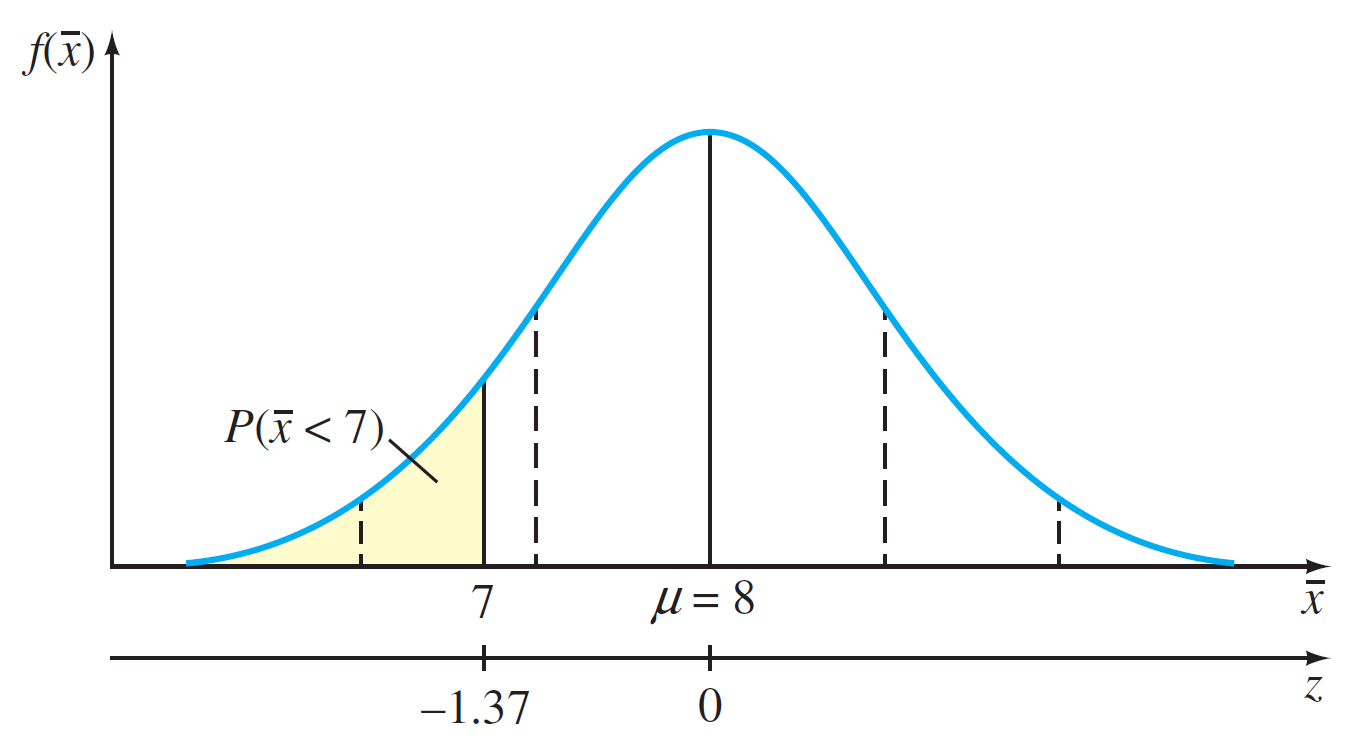 f(x̅)
P(x̅ < 7)
7 μ = 8 x̅
–1.37 0 z